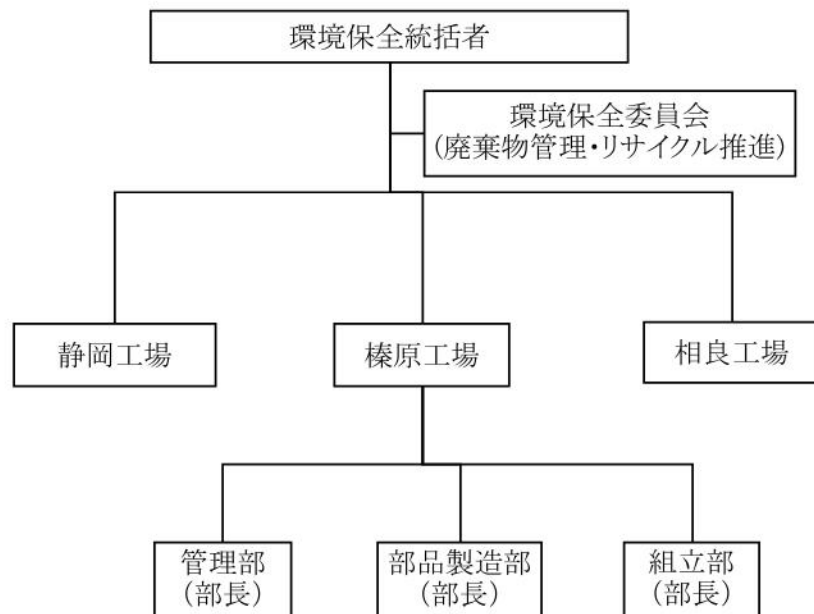 環境保全統括者
環境保全委員会
(廃棄物管理・リサイクル推進)
静岡工場
榛原工場
相良工場
管理部
(部長)
部品製造部
(部長)
組立部
(部長)